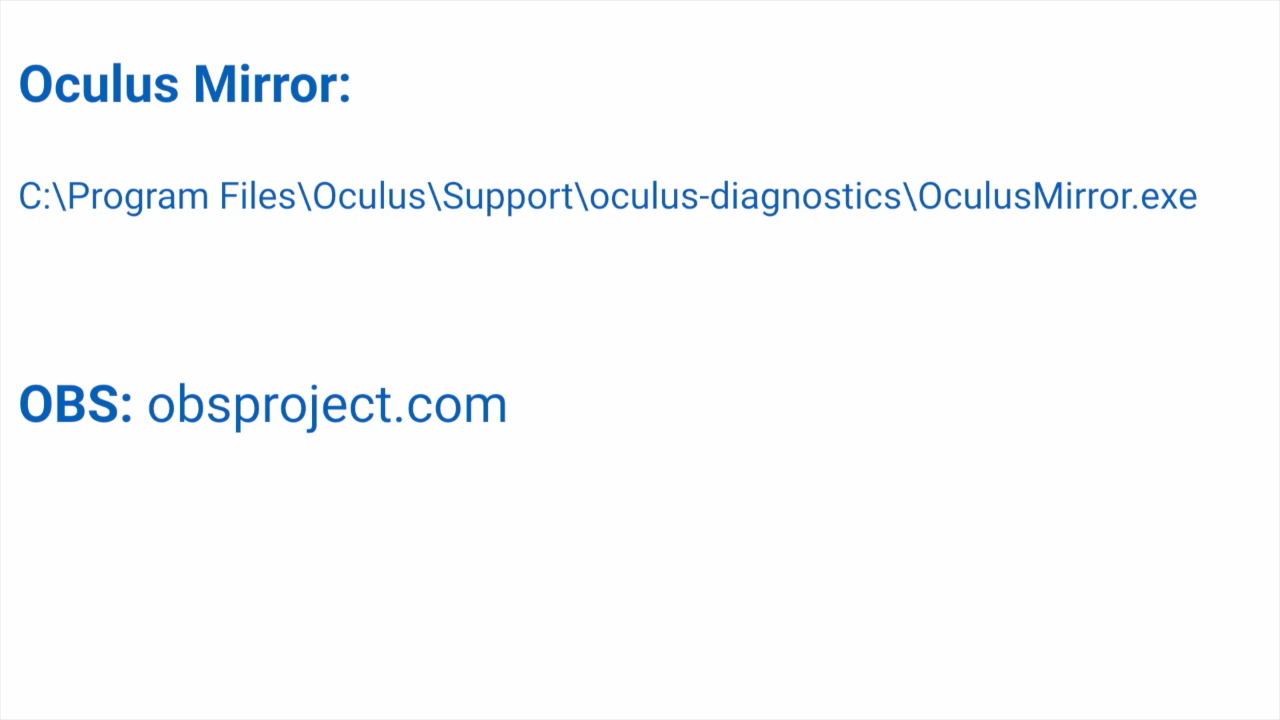 Oculus Mirror:
C:\Program Files\Oculus\Support\oculus-diagnostics\OculusMirror.exe
OBS: obsproject.com